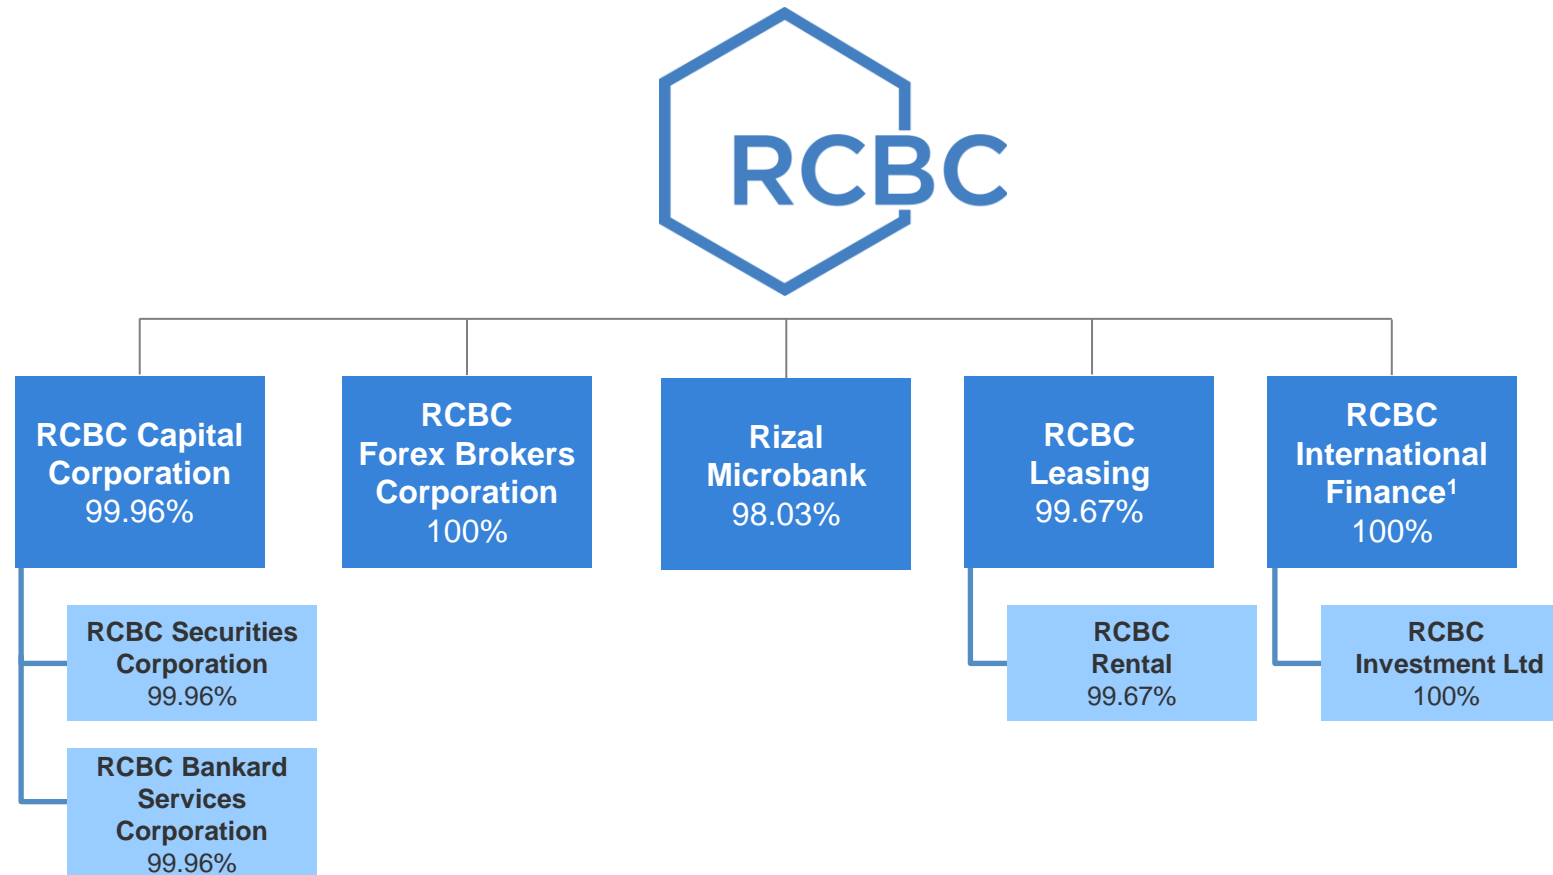 RCBC
RCBC Capital
Corporation
99.96%
RCBC
Forex Brokers
Corporation
100%
Rizal
Microbank
98.03%
RCBC
Leasing
99.67%
RCBC
International
Finance¹
100%
RCBC Securities
Corporation
99.96%
RCBC
Rental
99.67%
RCBC
Investment Ltd
100%
RCBC Bankard
Services
Corporation
99.96%